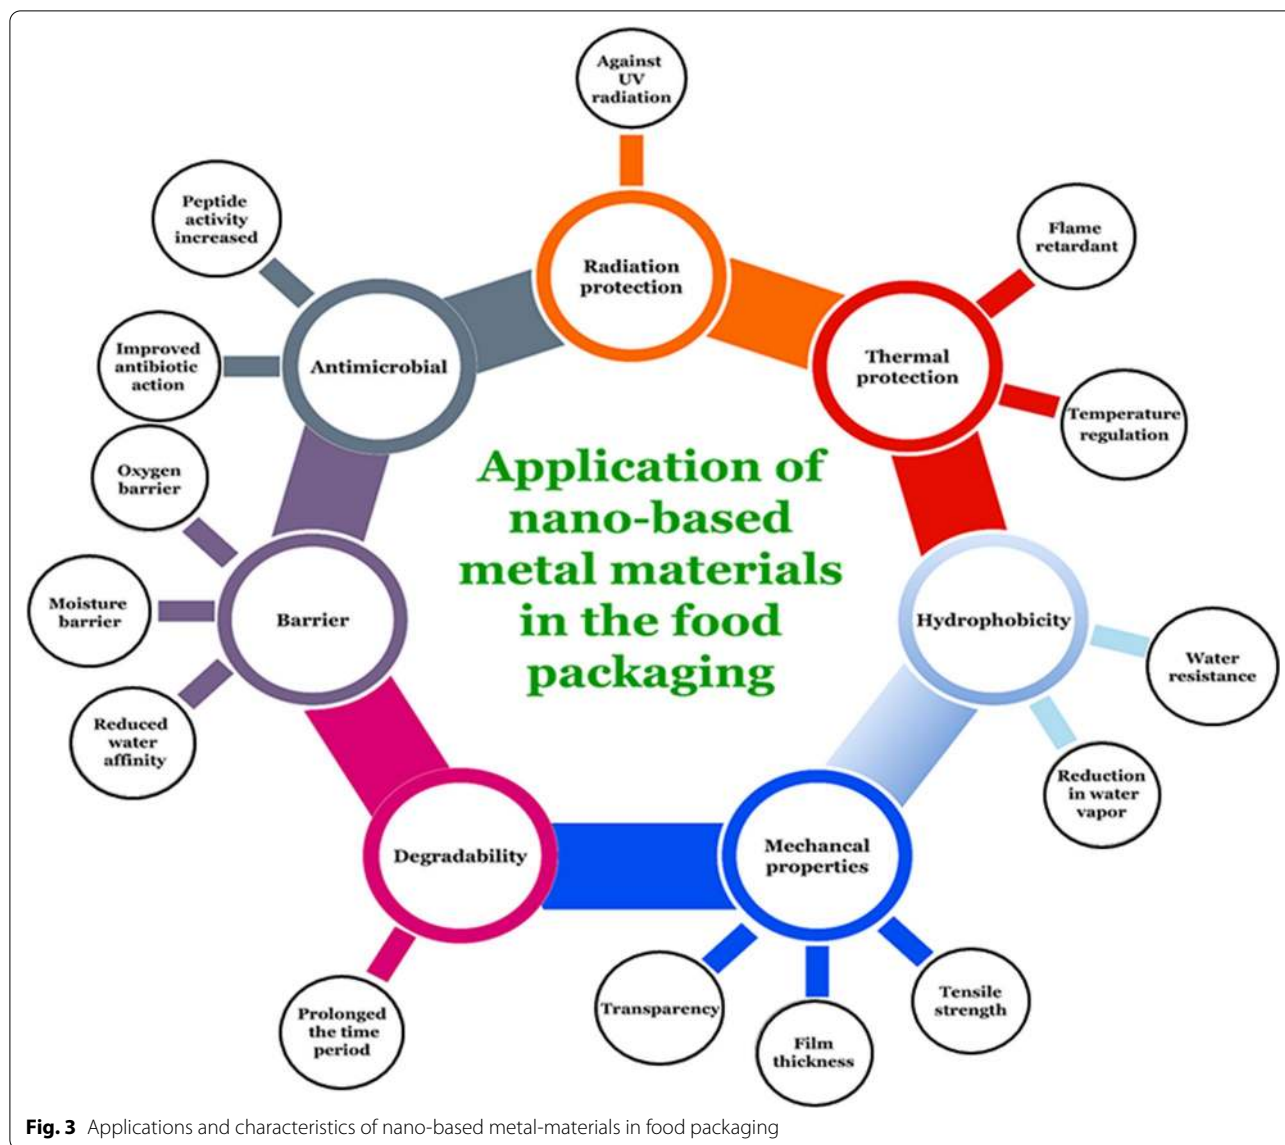 Against
UV
radiation
Peptide
activity
increased
Flame
retardant
Radiation
protection
Improved
antibiotic
action
Antimicrobial
Thermal
protection
Temperature
regulation
Oxygen
barrier
Application of
nano-based
metal materials
in the food
packaging
Moisture
barrier
Barrier
Hydrophobicity
Water
resistance
Reduced
water
affinity
Reduction
in water
vapor
Degradability
Mechancal
properties
Prolonged
the time
period
Transparency
Film
thickness
Tensile
strength
Fig. 3 Applications and characteristics of nano-based metal-materials in food packaging